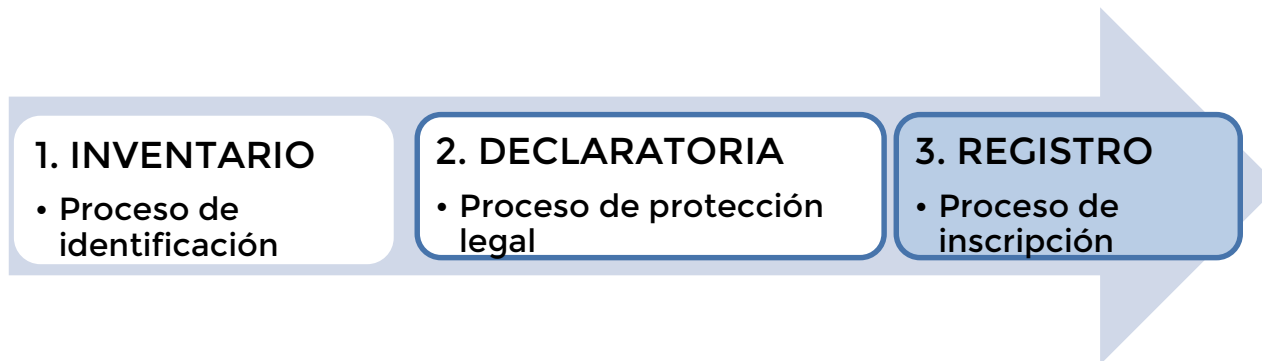 1. INVENTARIO
• Proceso de
identificación
2. DECLARATORIA
• Proceso de protección
legal
3. REGISTRO
• Proceso de
inscripción